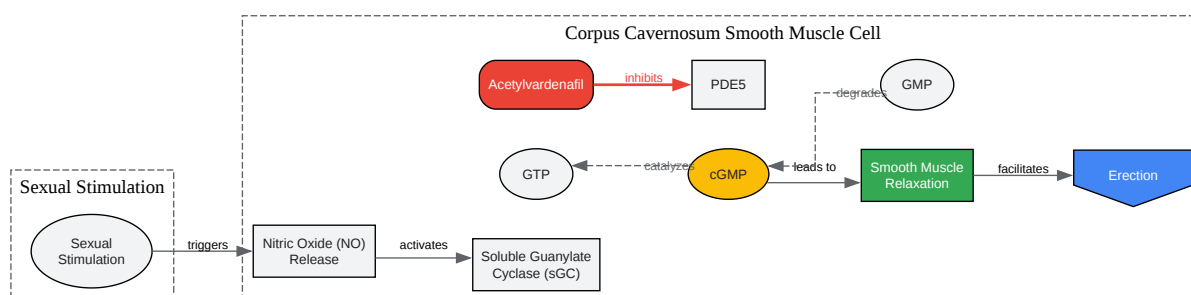 Corpus Cavernosum Smooth Muscle Cell
Acetylvardenafil
inhibits
PDE5
GMP
degrades
GTP
catalyzes
cGMP
leads to
Smooth Muscle
Relaxation
facilitates
Erection
Sexual Stimulation
Sexual
Stimulation
triggers
Nitric Oxide (NO)
Release
activates
Soluble Guanylate
Cyclase (sGC)